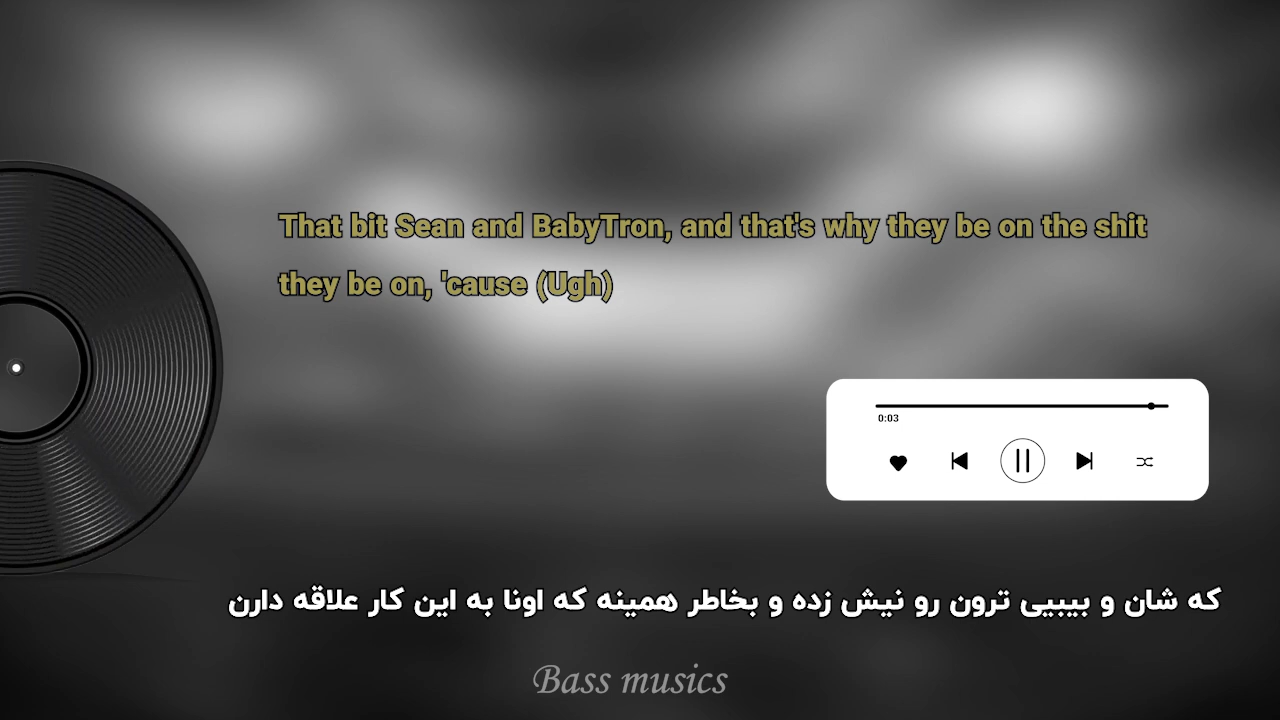 That bit Sean and BabyTron, and that's why they be on the shit
they be on, 'cause (Ugh)
0:03
که شان و بیبیی ترون رو نیش زده و بخاطر همینه که اونا به این کار علاقه دارن
Bass musics